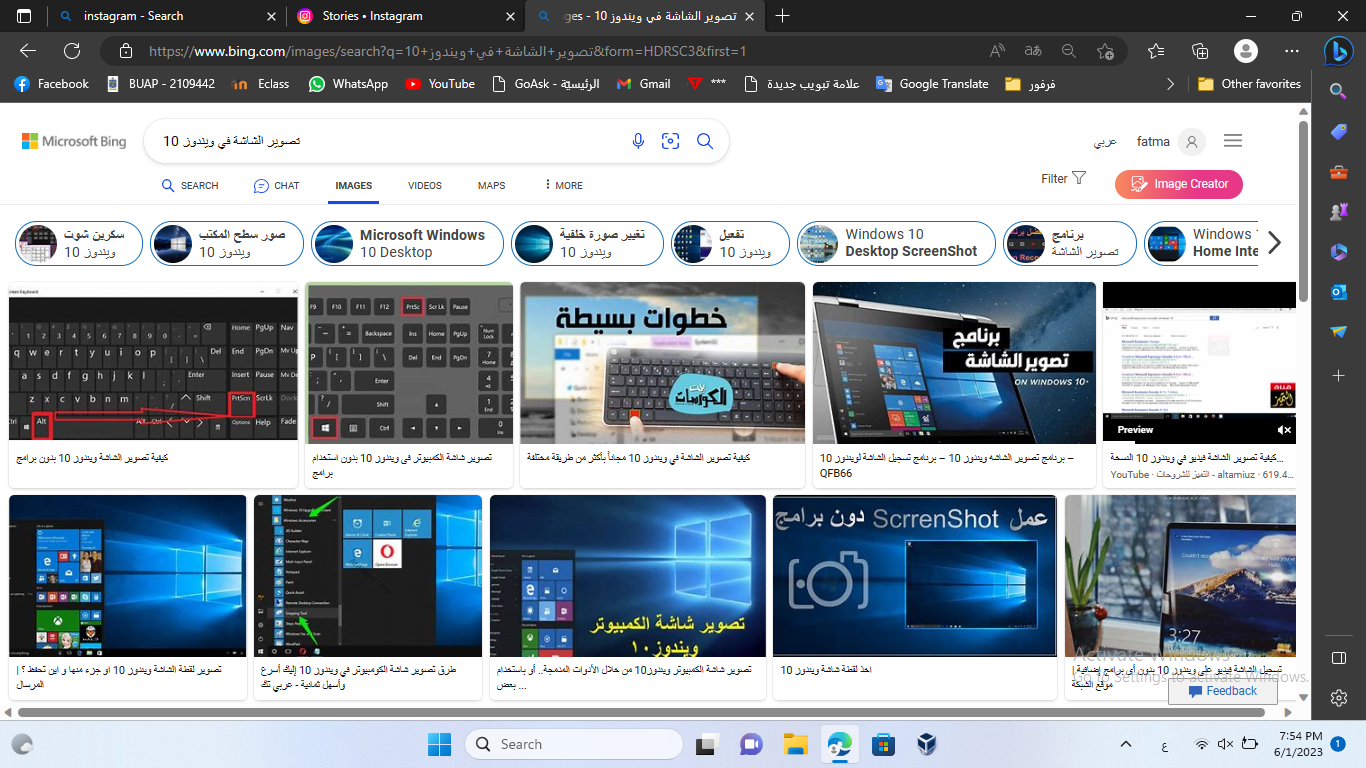 instagram - Search
Stories • Instagram
تصوير الشاشة في ويندوز 10 - ges
https://www.bing.com/images/search?q=10+تصوير+الشاشة+في+ويندوز&form=HDRSC3&first=1
Facebook
BUAP - 2109442
Eclass
WhatsApp
YouTube
GoAsk - الرئيسيّة
Gmail
***
علامة تبويب جديدة
Google Translate
فرفور
Other favorites
Microsoft Bing
تصوير الشاشة في ويندوز 10
عربي
fatma
SEARCH
CHAT
IMAGES
VIDEOS
MAPS
MORE
Filter
Image Creator
سكرين شوت
ويندوز 10
صور سطح المكتب
ويندوز 10
Microsoft Windows
10 Desktop
تغيير صورة خلفية
ويندوز 10
تفعيل
ويندوز 10
Windows 10
Desktop ScreenShot
برنامج
تصوير الشاشة
Windows 1
Home Inte
خطوات بسيطة
برنامج
تصوير الشاشة
ON WINDOWS 10+
Preview
كيفية تصوير الشاشة ويندوز 10 بدون برامج
تصوير شاشة الكمبيوتر فى ويندوز 10 بدون استخدام
برامج
كيفية تصوير الشاشة في ويندوز 10 مجاناً بأكثر من طريقة مختلفة
برنامج تصوير الشاشه ويندوز 10 – برنامج تسجيل الشاشة لويندوز 10 –
QFB66
كيفية تصوير الشاشة فيديو في ويندوز 10 النسخة...
YouTube · التميز للشروحات - altamiuz · 619.4...
تصوير شاشة الكمبيوتر
ويندوز ١٠
عمل ScrrenShot دون برامج
3:27
تصوير لقطة الشاشة ويندوز 10 او جزء منها و اين تحفظ ؟ |
المرسال
طرق تصوير شاشة الكومبيوتر في ويندوز 10 |إليك أسرع
وأسهل ثمانية - عربي تك
تصوير شاشة الكمبيوتر ويندوز10 من خلال الأدوات المدمجة.. أو باستخدام
بعض ...
اخذ لقطة شاشة ويندوز 10
تسجيل الشاشة فيديو على ويندوز 10 بدون أي برامج إضافية |
موقع الشبكة
Activate Windows
Go to Settings to activate Windows.
Feedback
Search
ع
7:54 PM
6/1/2023
1